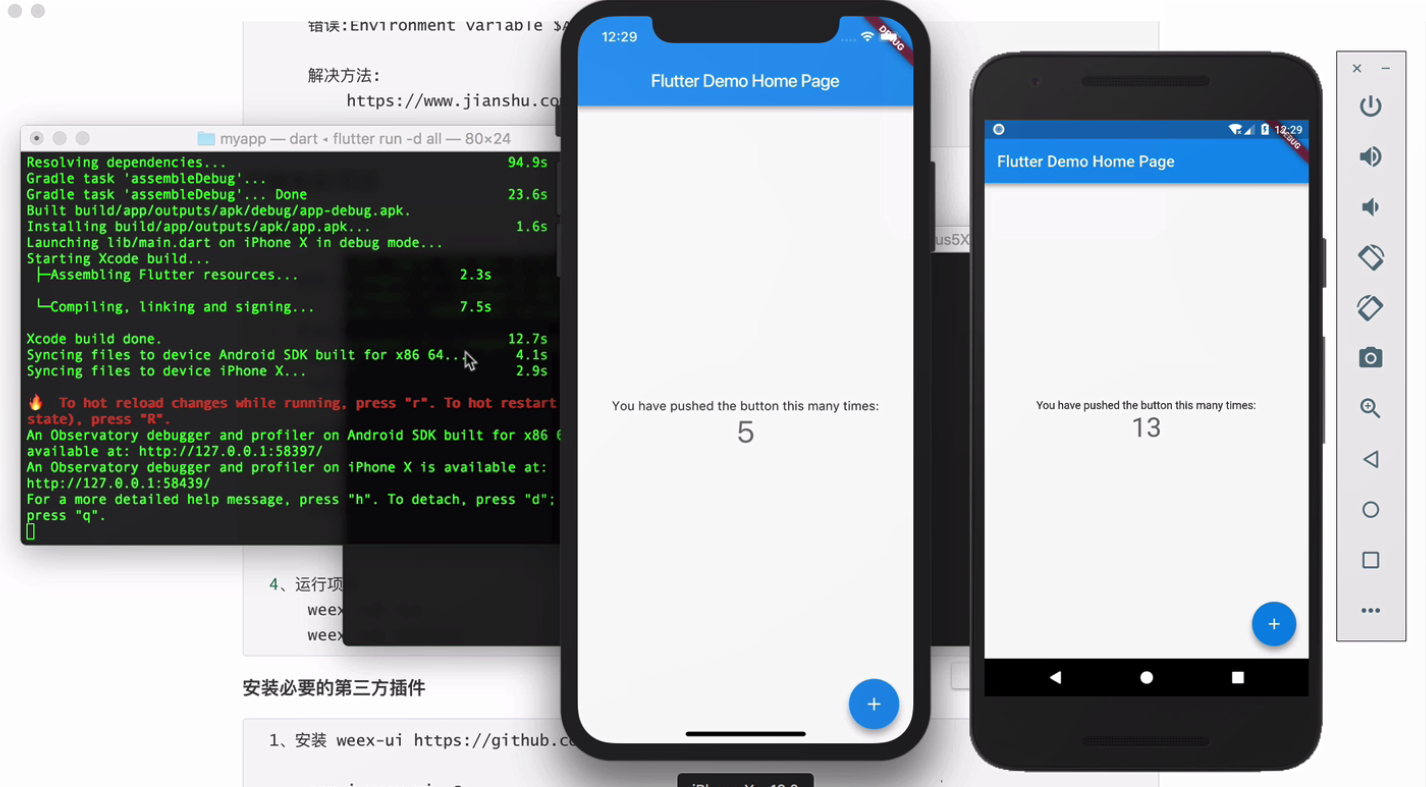 错误:Environment variable $A
解决方法:
https://www.jianshu.co
myapp — dart ◂ flutter run -d all — 80×24
Resolving dependencies... 94.9s
Gradle task 'assembleDebug'...
Gradle task 'assembleDebug'... Done 23.6s
Built build/app/outputs/apk/debug/app-debug.apk.
Installing build/app/outputs/apk/app.apk... 1.6s
Launching lib/main.dart on iPhone X in debug mode...
Starting Xcode build...
├─Assembling Flutter resources... 2.3s
└─Compiling, linking and signing... 7.5s
Xcode build done. 12.7s
Syncing files to device Android SDK built for x86 64... 4.1s
Syncing files to device iPhone X... 2.9s
🔥 To hot reload changes while running, press "r". To hot restart
state), press "R".
An Observatory debugger and profiler on Android SDK built for x86 6
available at: http://127.0.0.1:58397/
An Observatory debugger and profiler on iPhone X is available at:
http://127.0.0.1:58439/
For a more detailed help message, press "h". To detach, press "d";
press "q".
us5X
4、运行项
weex
weex
安装必要的第三方插件
1、安装 weex-ui https://github.c
12:29
DEBUG
Flutter Demo Home Page
You have pushed the button this many times:
5
+
12:29
DEBUG
Flutter Demo Home Page
You have pushed the button this many times:
13
+